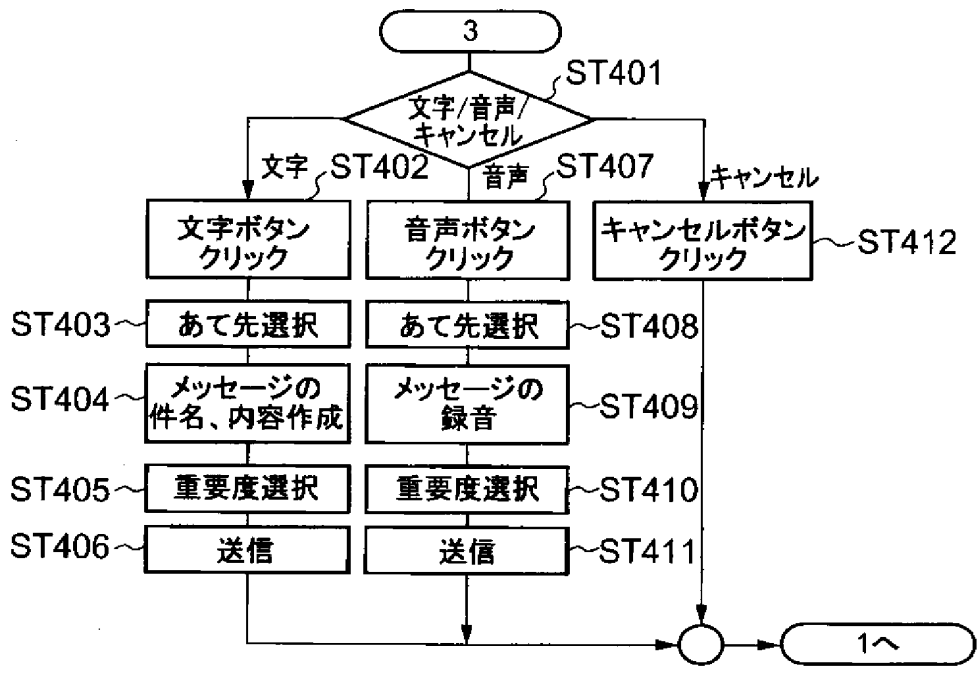 3
ST401
文字/音声/
キャンセル
文字
ST402
音声
ST407
キャンセル
文字ボタン
クリック
音声ボタン
クリック
キャンセルボタン
クリック
ST412
ST403
あて先選択
あて先選択
ST408
ST404
メッセージの
件名、内容作成
メッセージの
録音
ST409
ST405
重要度選択
重要度選択
ST410
ST406
送信
送信
ST411
1へ